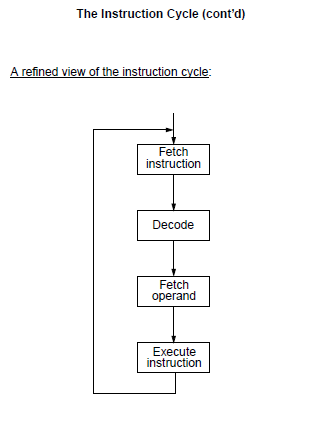 The Instruction Cycle (cont'd)
A refined view of the instruction cycle:
Fetch
instruction
Decode
Fetch
operand
Execute
instruction